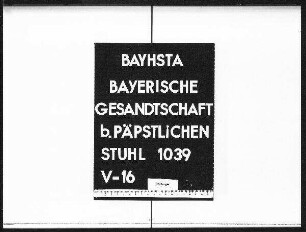 BAYHSTA
BAYERISCHE
GESANDTSCHAFT
b. PÄPSTLiCHEN
STUHL 1039
V-16